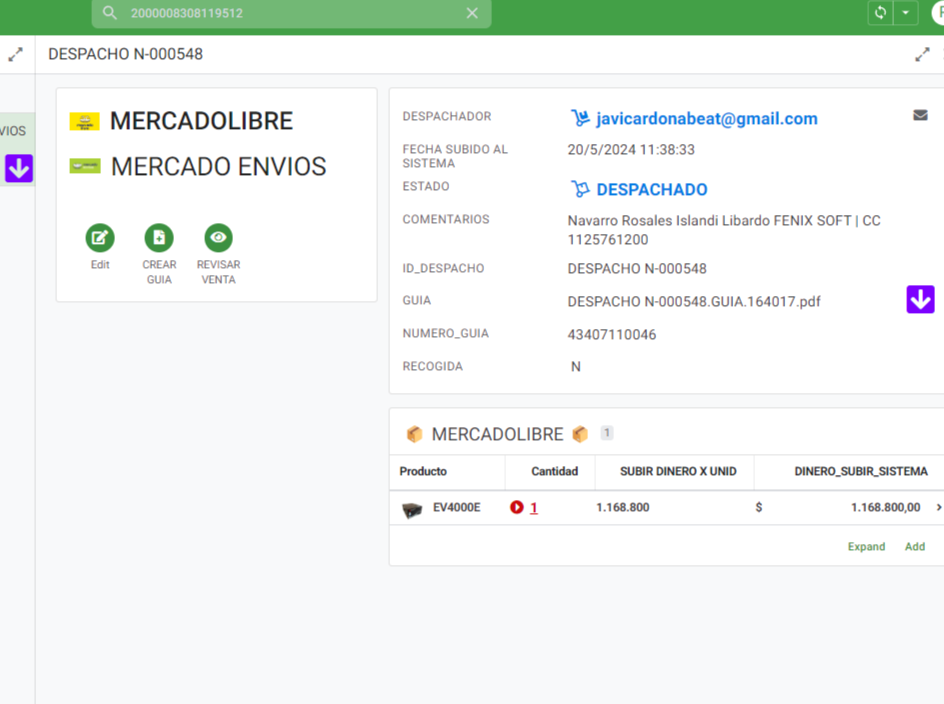 2000008308119512
DESPACHO N-000548
VIOS
MERCADOLIBRE
MERCADO ENVIOS
Edit
CREAR GUIA
REVISAR VENTA
DESPACHADOR
javicardonabeat@gmail.com
FECHA SUBIDO AL SISTEMA
20/5/2024 11:38:33
ESTADO
DESPACHADO
COMENTARIOS
Navarro Rosales Islandi Libardo FENIX SOFT | CC
1125761200
ID_DESPACHO
DESPACHO N-000548
GUIA
DESPACHO N-000548.GUIA.164017.pdf
NUMERO_GUIA
43407110046
RECOGIDA
N
MERCADOLIBRE 1
Producto Cantidad SUBIR DINERO X UNID DINERO_SUBIR_SISTEMA
EV4000E 1 1.168.800 $ 1.168.800,00
Expand Add